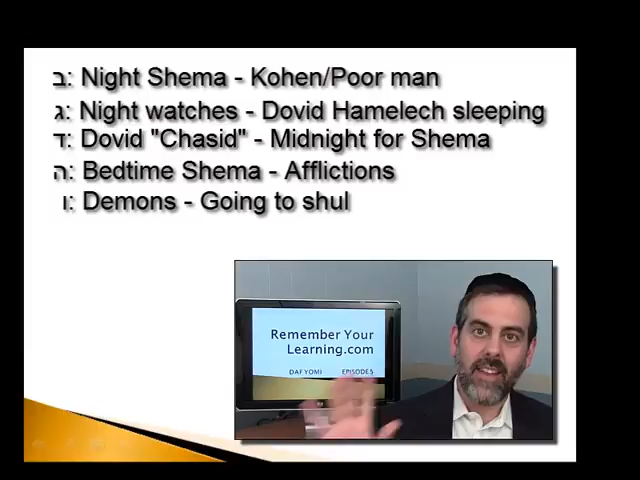 ב: Night Shema - Kohen/Poor man
ג: Night watches - Dovid Hamelech sleeping
ד: Dovid "Chasid" - Midnight for Shema
ה: Bedtime Shema - Afflictions
ו: Demons - Going to shul
Remember Your
Learning.com
DAF YOMI EPISODE 5